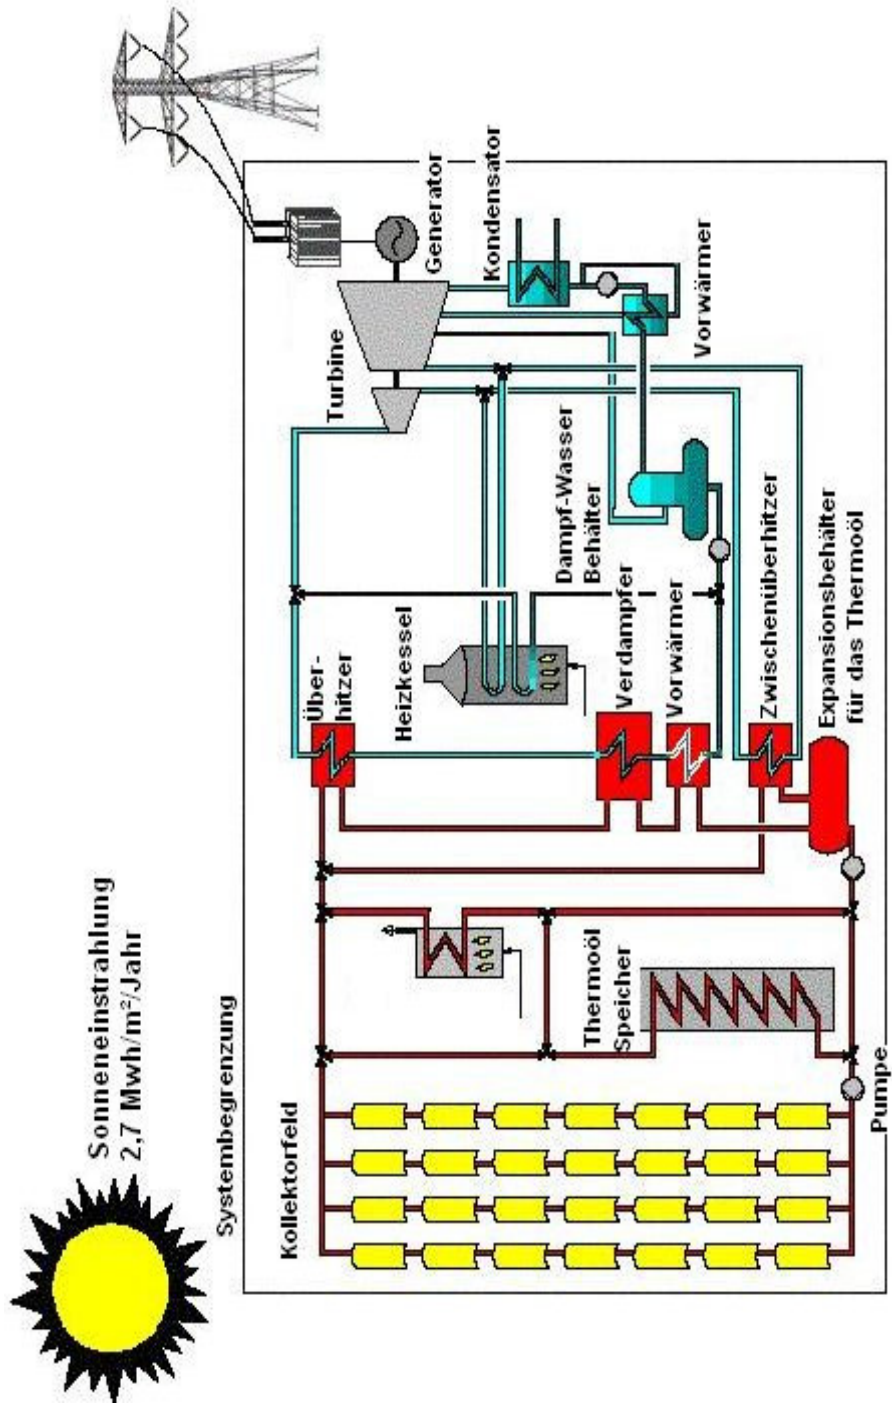 Sonneneinstrahlung
2,7 Mwh/m²/Jahr
Systembegrenzung
Kollektorfeld
Über-
hitzer
Turbine
Generator
Heizkessel
Kondensator
Thermoöl
Speicher
Verdampfer
Dampf-Wasser
Behälter
Vorwärmer
Vorwärmer
Zwischenüberhitzer
Expansionsbehälter
für das Thermoöl
Pumpe